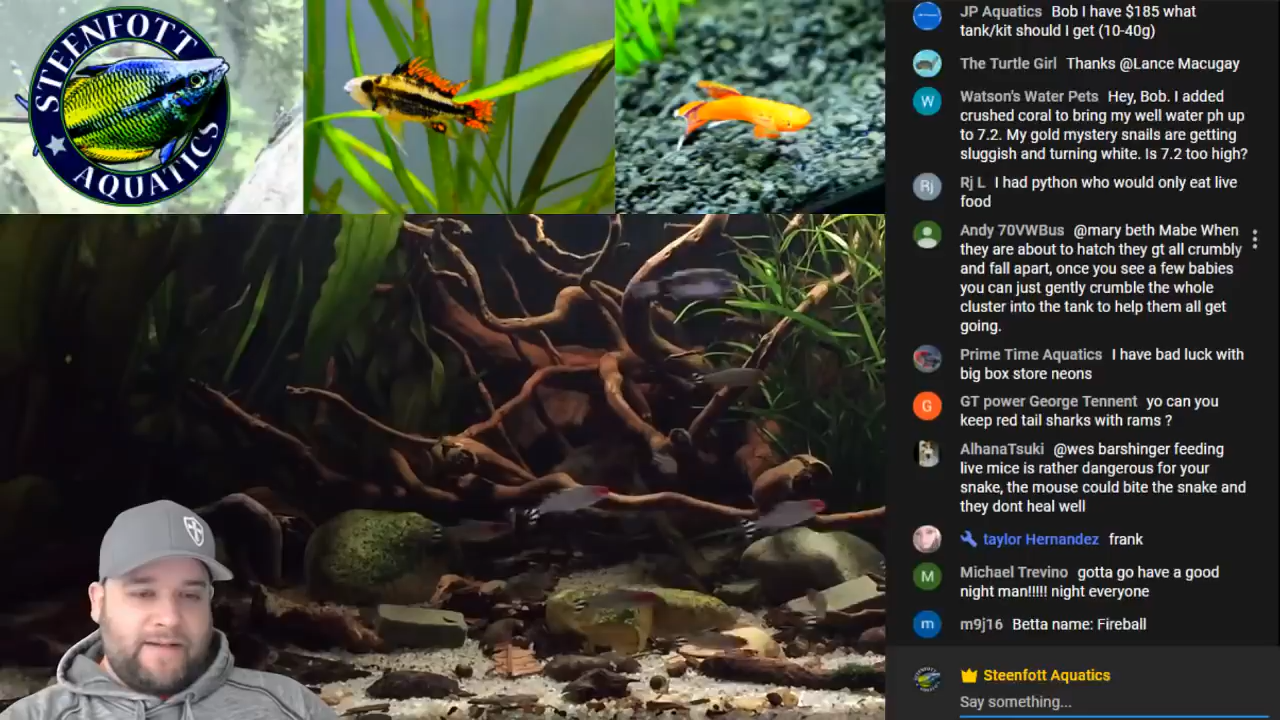 STEENFOTT
AQUATICS
JP Aquatics Bob I have $185 what
tank/kit should I get (10-40g)
The Turtle Girl Thanks @Lance Macugay
W
Watson's Water Pets Hey, Bob. I added
crushed coral to bring my well water ph up
to 7.2. My gold mystery snails are getting
sluggish and turning white. Is 7.2 too high?
Rj
Rj L I had python who would only eat live
food
Andy 70VWBus @mary beth Mabe When
they are about to hatch they gt all crumbly
and fall apart, once you see a few babies
you can just gently crumble the whole
cluster into the tank to help them all get
going.
Prime Time Aquatics I have bad luck with
big box store neons
G
GT power George Tennent yo can you
keep red tail sharks with rams ?
AlhanaTsuki @wes barshinger feeding
live mice is rather dangerous for your
snake, the mouse could bite the snake and
they dont heal well
taylor Hernandez frank
M
Michael Trevino gotta go have a good
night man!!!!! night everyone
m
m9j16 Betta name: Fireball
Steenfott Aquatics
Say something...